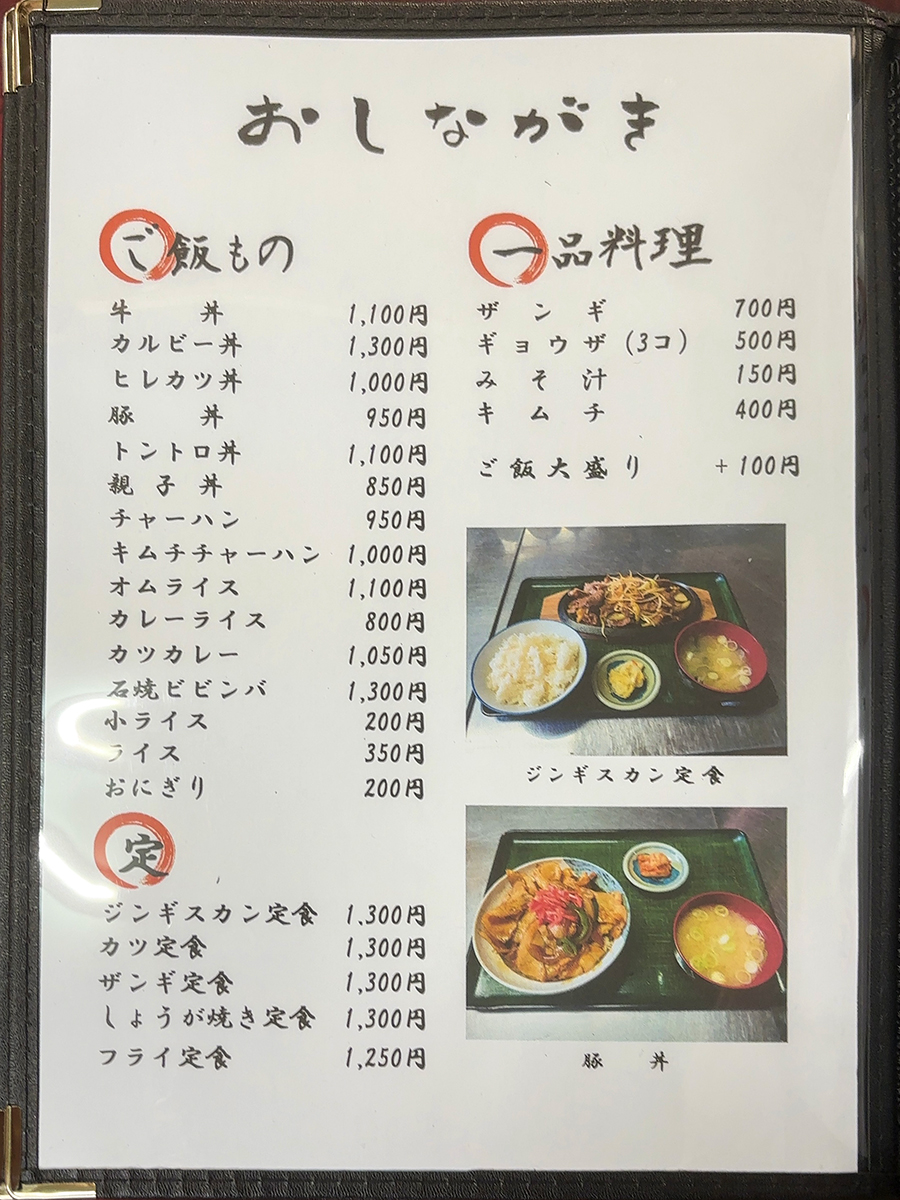 おしながき
ご飯もの
牛丼 1,100円
カルビー丼 1,300円
ヒレカツ丼 1,000円
豚丼 950円
トントロ丼 1,100円
親子丼 850円
チャーハン 950円
キムチチャーハン 1,000円
オムライス 1,100円
カレーライス 800円
カツカレー 1,050円
石焼ビビンバ 1,300円
小ライス 200円
ライス 350円
おにぎり 200円
定
ジンギスカン定食 1,300円
カツ定食 1,300円
ザンギ定食 1,300円
しょうが焼き定食 1,300円
フライ定食 1,250円
一品料理
ザンギ 700円
ギョウザ(3コ) 500円
みそ汁 150円
キムチ 400円
ご飯大盛り +100円
ジンギスカン定食
豚丼